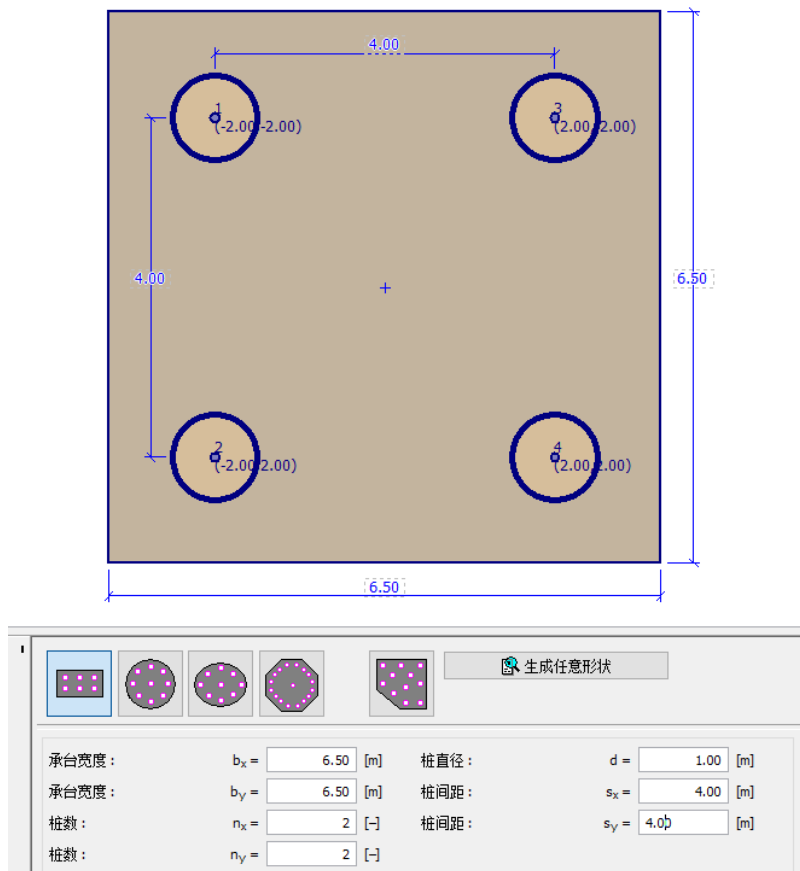 4.00
1
(-2.00,-2.00)
3
(2.00,-2.00)
4.00
6.50
2
(-2.00,2.00)
4
(2.00,2.00)
6.50
生成任意形状
承台宽度： bx = 6.50 [m] 桩直径： d = 1.00 [m]
承台宽度： by = 6.50 [m] 桩间距： sx = 4.00 [m]
桩数： nx = 2 [–] 桩间距： sy = 4.00 [m]
桩数： ny = 2 [–]